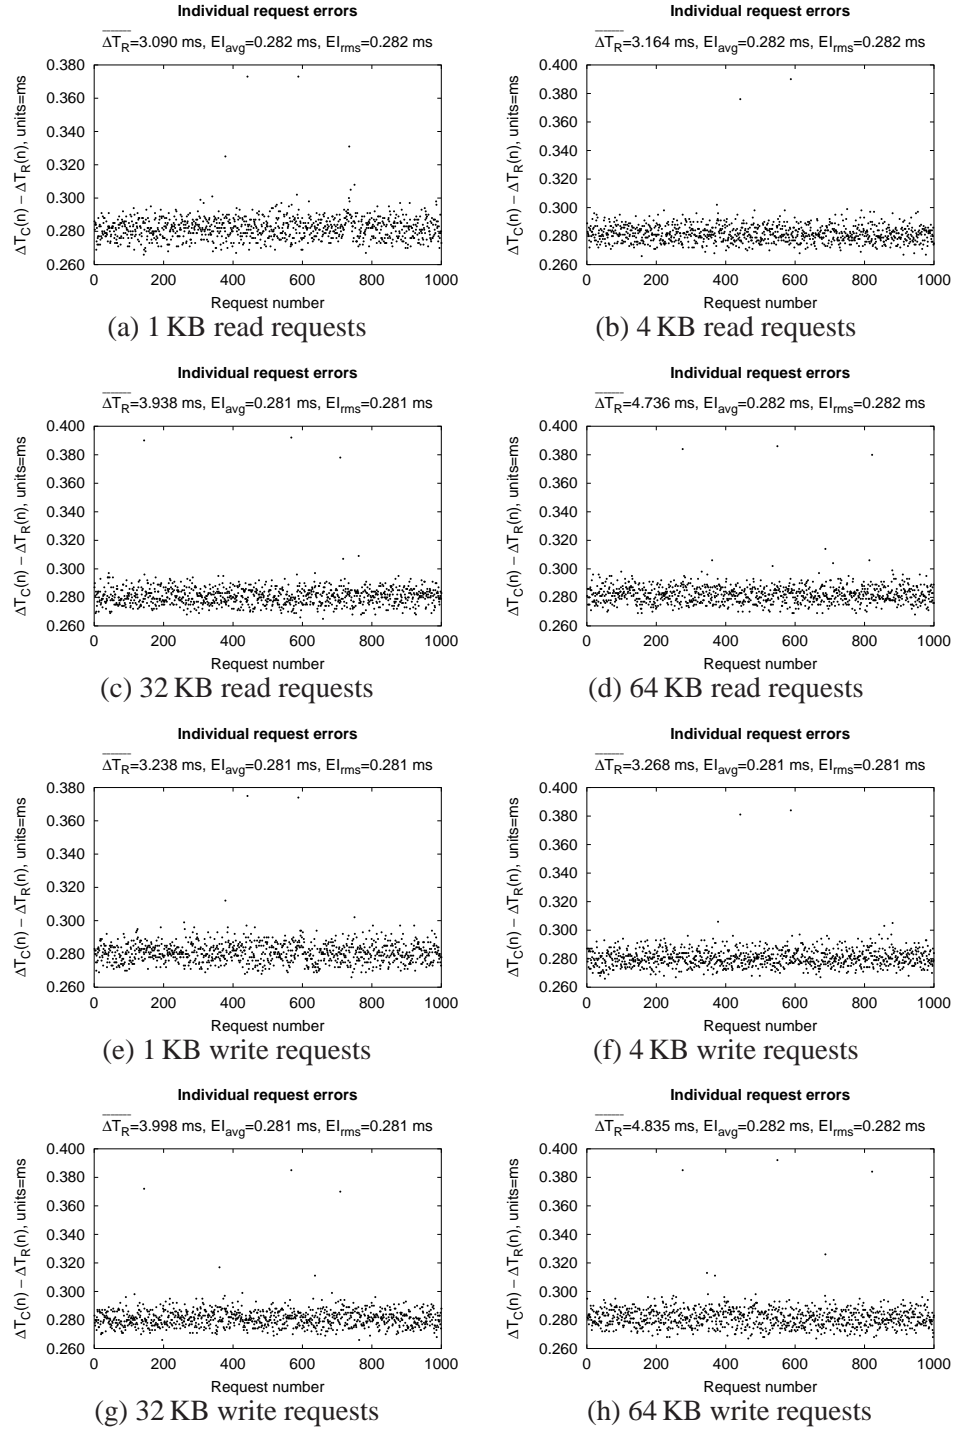 Individual request errors
ΔT_R=3.090 ms, EI_avg=0.282 ms, EI_rms=0.282 ms
0.380
0.360
0.340
0.320
0.300
0.280
0.260
ΔT_C(n) − ΔT_R(n), units=ms
0 200 400 600 800 1000
Request number
(a) 1 KB read requests
Individual request errors
ΔT_R=3.164 ms, EI_avg=0.282 ms, EI_rms=0.282 ms
0.400
0.380
0.360
0.340
0.320
0.300
0.280
0.260
ΔT_C(n) − ΔT_R(n), units=ms
0 200 400 600 800 1000
Request number
(b) 4 KB read requests
Individual request errors
ΔT_R=3.938 ms, EI_avg=0.281 ms, EI_rms=0.281 ms
0.400
0.380
0.360
0.340
0.320
0.300
0.280
0.260
ΔT_C(n) − ΔT_R(n), units=ms
0 200 400 600 800 1000
Request number
(c) 32 KB read requests
Individual request errors
ΔT_R=4.736 ms, EI_avg=0.282 ms, EI_rms=0.282 ms
0.400
0.380
0.360
0.340
0.320
0.300
0.280
0.260
ΔT_C(n) − ΔT_R(n), units=ms
0 200 400 600 800 1000
Request number
(d) 64 KB read requests
Individual request errors
ΔT_R=3.238 ms, EI_avg=0.281 ms, EI_rms=0.281 ms
0.380
0.360
0.340
0.320
0.300
0.280
0.260
ΔT_C(n) − ΔT_R(n), units=ms
0 200 400 600 800 1000
Request number
(e) 1 KB write requests
Individual request errors
ΔT_R=3.268 ms, EI_avg=0.281 ms, EI_rms=0.281 ms
0.400
0.380
0.360
0.340
0.320
0.300
0.280
0.260
ΔT_C(n) − ΔT_R(n), units=ms
0 200 400 600 800 1000
Request number
(f) 4 KB write requests
Individual request errors
ΔT_R=3.998 ms, EI_avg=0.281 ms, EI_rms=0.281 ms
0.400
0.380
0.360
0.340
0.320
0.300
0.280
0.260
ΔT_C(n) − ΔT_R(n), units=ms
0 200 400 600 800 1000
Request number
(g) 32 KB write requests
Individual request errors
ΔT_R=4.835 ms, EI_avg=0.282 ms, EI_rms=0.282 ms
0.400
0.380
0.360
0.340
0.320
0.300
0.280
0.260
ΔT_C(n) − ΔT_R(n), units=ms
0 200 400 600 800 1000
Request number
(h) 64 KB write requests